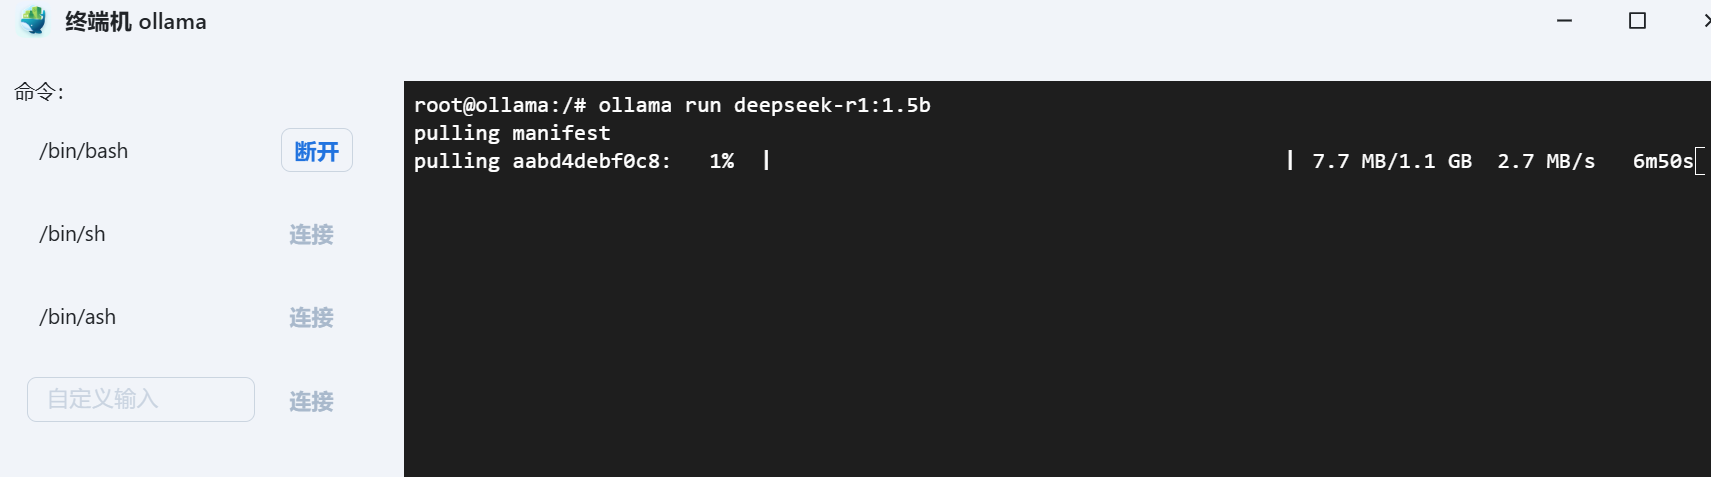 终端机 ollama
命令：
/bin/bash
断开
/bin/sh
连接
/bin/ash
连接
自定义输入
连接
root@ollama:/# ollama run deepseek-r1:1.5b
pulling manifest
pulling aabd4debf0c8:   1% 7.7 MB/1.1 GB  2.7 MB/s   6m50s